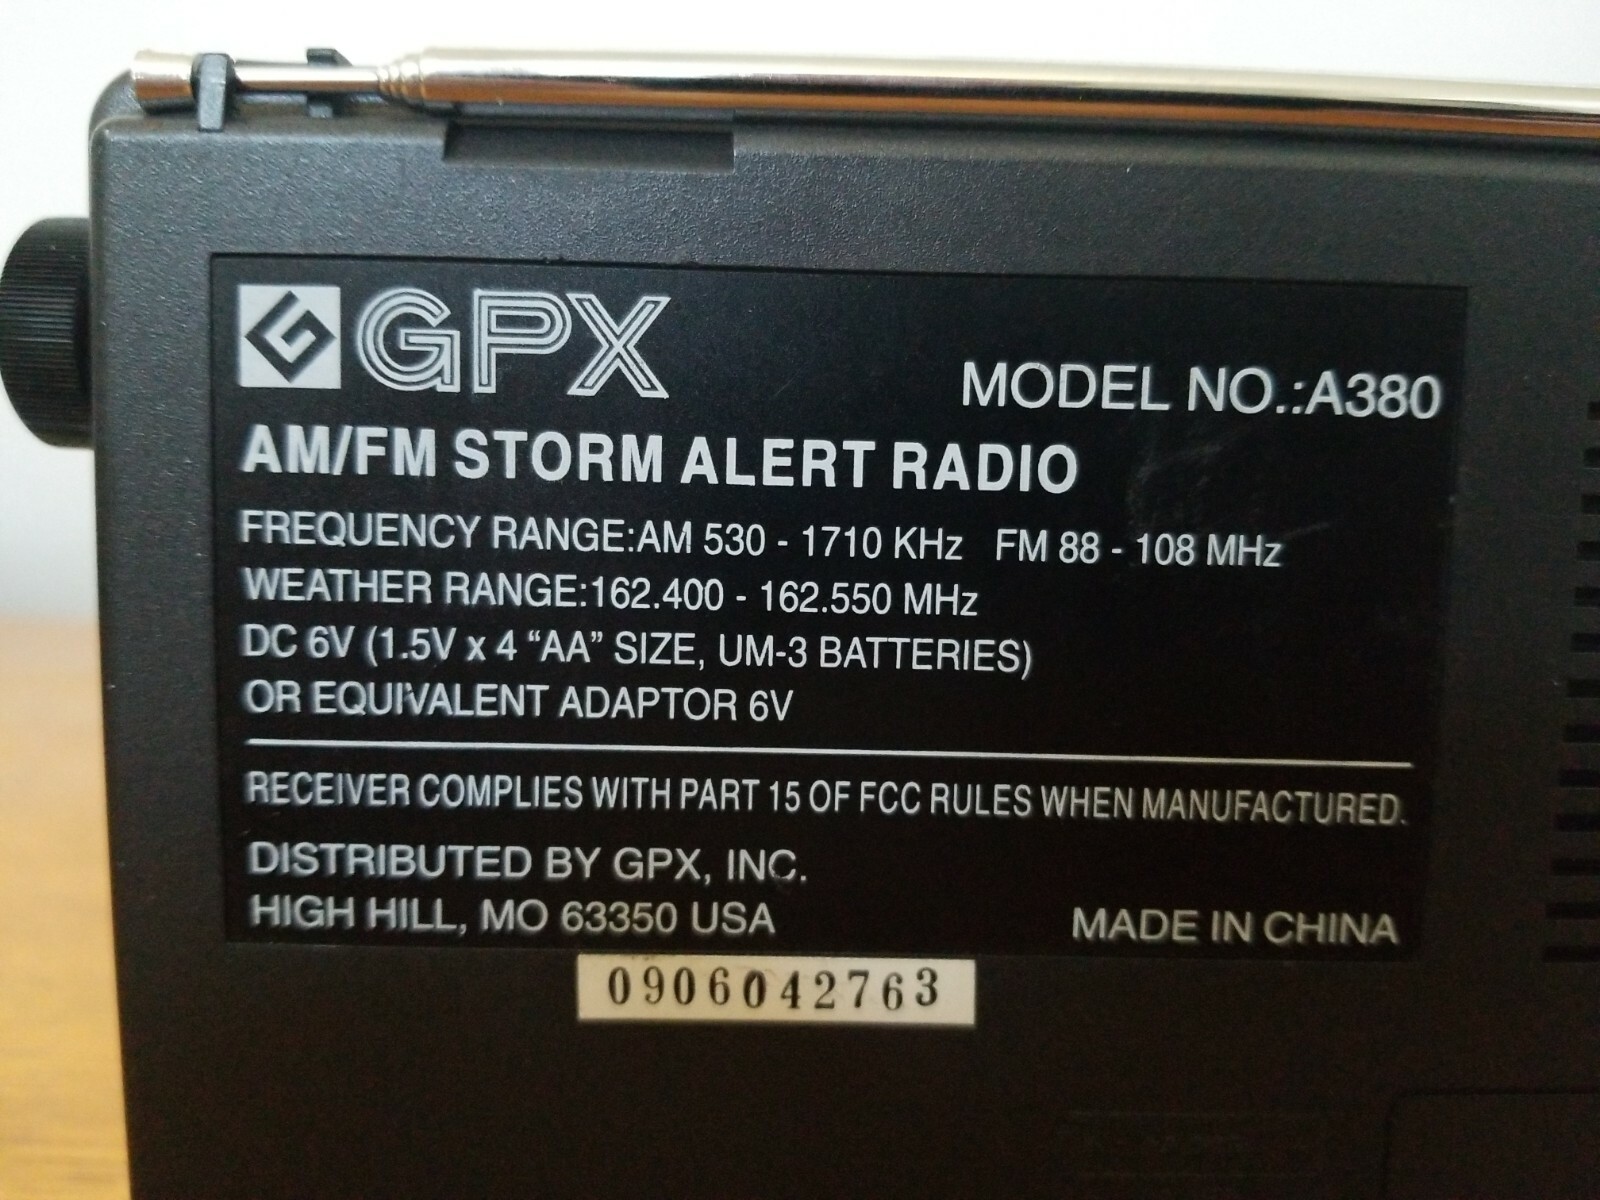 GPX
MODEL NO.:A380
AM/FM STORM ALERT RADIO
FREQUENCY RANGE:AM 530 - 1710 KHz FM 88 - 108 MHz
WEATHER RANGE:162.400 - 162.550 MHz
DC 6V (1.5V x 4 “AA” SIZE, UM-3 BATTERIES)
OR EQUIVALENT ADAPTOR 6V
RECEIVER COMPLIES WITH PART 15 OF FCC RULES WHEN MANUFACTURED.
DISTRIBUTED BY GPX, INC.
HIGH HILL, MO 63350 USA MADE IN CHINA
0906042763